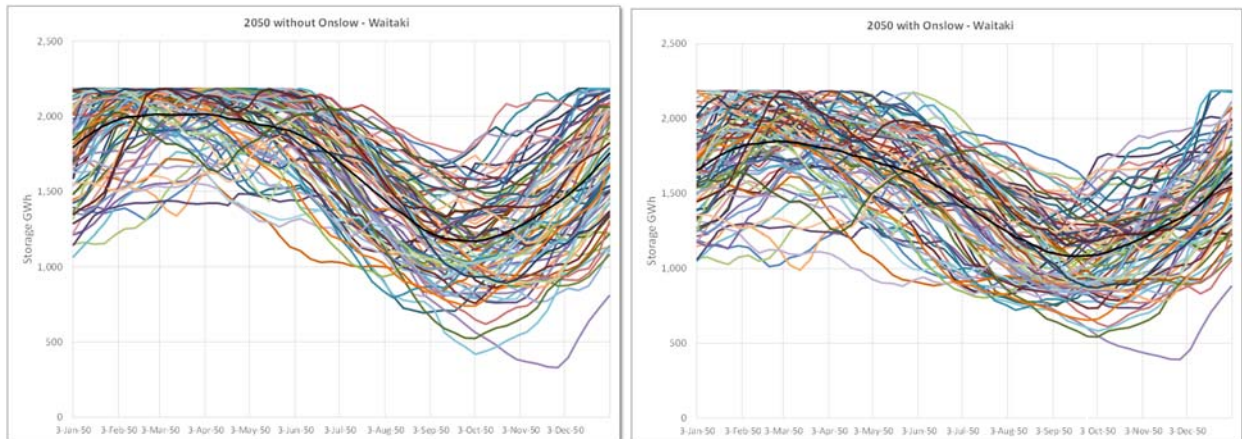 2050 without Onslow - Waitaki
2,500
2,000
1,500
1,000
500
0
Storage GWh
3-Jan-50 3-Feb-50 3-Mar-50 3-Apr-50 3-May-50 3-Jun-50 3-Jul-50 3-Aug-50 3-Sep-50 3-Oct-50 3-Nov-50 3-Dec-50
2050 with Onslow - Waitaki
2,500
2,000
1,500
1,000
500
0
Storage GWh
3-Jan-50 3-Feb-50 3-Mar-50 3-Apr-50 3-May-50 3-Jun-50 3-Jul-50 3-Aug-50 3-Sep-50 3-Oct-50 3-Nov-50 3-Dec-50